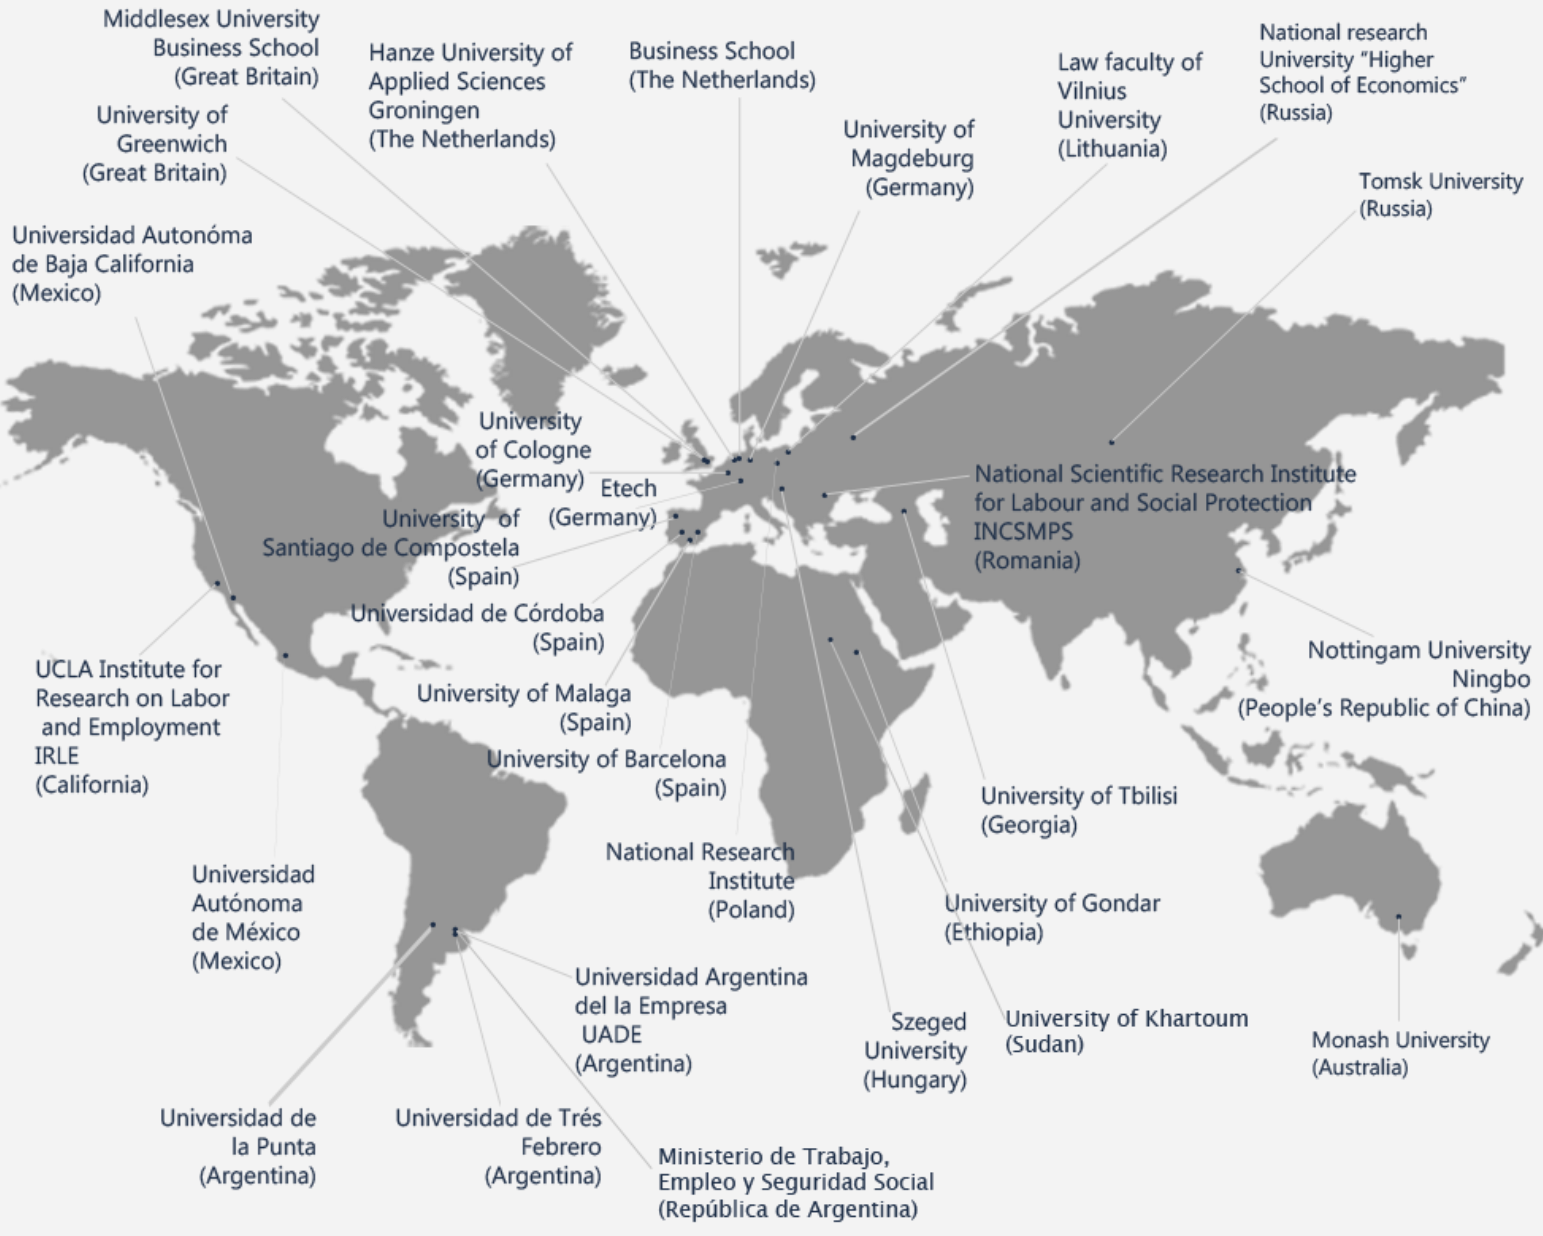 Middlesex University
Business School
(Great Britain)
Hanze University of
Applied Sciences
Groningen
(The Netherlands)
Business School
(The Netherlands)
Law faculty of
Vilnius
University
(Lithuania)
National research
University “Higher
School of Economics”
(Russia)
University of
Greenwich
(Great Britain)
University of
Magdeburg
(Germany)
Tomsk University
(Russia)
Universidad Autonóma
de Baja California
(Mexico)
University
of Cologne
(Germany)
Etech
(Germany)
National Scientific Research Institute
for Labour and Social Protection
INCSMPS
(Romania)
University of
Santiago de Compostela
(Spain)
Universidad de Córdoba
(Spain)
University of Malaga
(Spain)
University of Barcelona
(Spain)
UCLA Institute for
Research on Labor
and Employment
IRLE
(California)
Nottingam University
Ningbo
(People’s Republic of China)
University of Tbilisi
(Georgia)
National Research
Institute
(Poland)
Universidad
Autónoma
de México
(Mexico)
University of Gondar
(Ethiopia)
Universidad Argentina
del la Empresa
UADE
(Argentina)
Szeged
University
(Hungary)
University of Khartoum
(Sudan)
Monash University
(Australia)
Universidad de
la Punta
(Argentina)
Universidad de Trés
Febrero
(Argentina)
Ministerio de Trabajo,
Empleo y Seguridad Social
(República de Argentina)